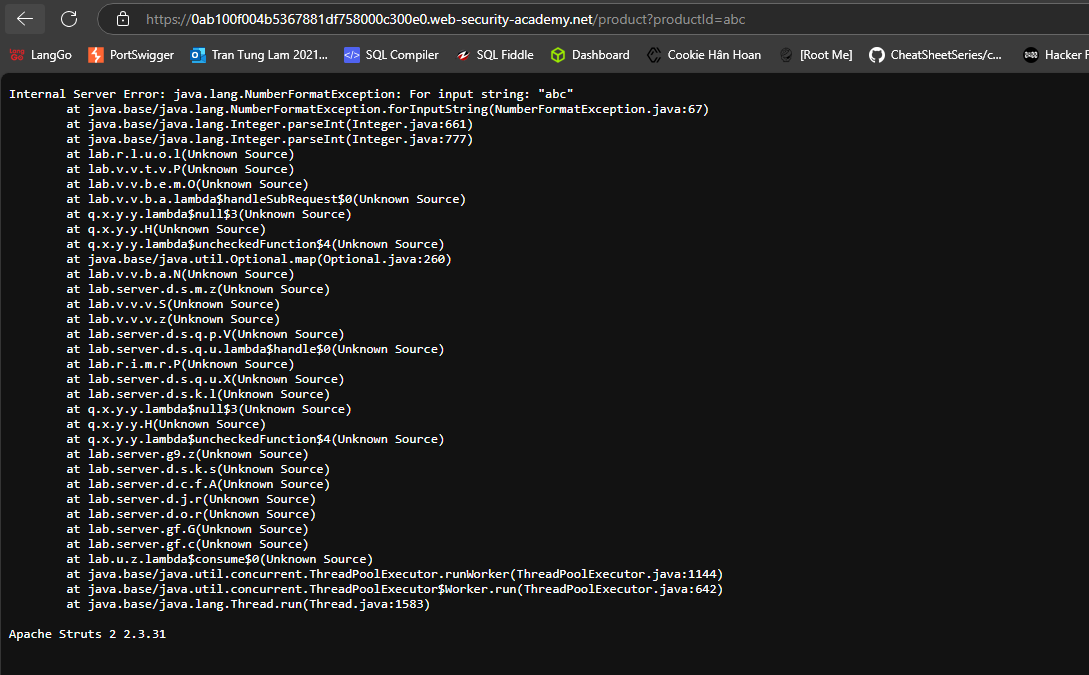 https://0ab100f004b5367881df758000c300e0.web-security-academy.net/product?productId=abc
LangGo PortSwigger Tran Tung Lam 2021... SQL Compiler SQL Fiddle Dashboard Cookie Hân Hoan [Root Me] CheatSheetSeries/c... Hacker
Internal Server Error: java.lang.NumberFormatException: For input string: "abc"
at java.base/java.lang.NumberFormatException.forInputString(NumberFormatException.java:67)
at java.base/java.lang.Integer.parseInt(Integer.java:661)
at java.base/java.lang.Integer.parseInt(Integer.java:777)
at lab.r.l.u.o.l(Unknown Source)
at lab.v.v.t.v.P(Unknown Source)
at lab.v.v.b.e.m.O(Unknown Source)
at lab.v.v.b.a.lambda$handleSubRequest$0(Unknown Source)
at q.x.y.y.lambda$null$3(Unknown Source)
at q.x.y.y.H(Unknown Source)
at q.x.y.y.lambda$uncheckedFunction$4(Unknown Source)
at java.base/java.util.Optional.map(Optional.java:260)
at lab.v.v.b.a.N(Unknown Source)
at lab.server.d.s.m.z(Unknown Source)
at lab.v.v.v.S(Unknown Source)
at lab.v.v.v.z(Unknown Source)
at lab.server.d.s.q.p.V(Unknown Source)
at lab.server.d.s.q.u.lambda$handle$0(Unknown Source)
at lab.r.i.m.r.P(Unknown Source)
at lab.server.d.s.q.u.X(Unknown Source)
at lab.server.d.s.k.l(Unknown Source)
at q.x.y.y.lambda$null$3(Unknown Source)
at q.x.y.y.H(Unknown Source)
at q.x.y.y.lambda$uncheckedFunction$4(Unknown Source)
at lab.server.g9.z(Unknown Source)
at lab.server.d.s.k.s(Unknown Source)
at lab.server.d.c.f.A(Unknown Source)
at lab.server.d.j.r(Unknown Source)
at lab.server.d.o.r(Unknown Source)
at lab.server.gf.G(Unknown Source)
at lab.server.gf.c(Unknown Source)
at lab.u.z.lambda$consume$0(Unknown Source)
at java.base/java.util.concurrent.ThreadPoolExecutor.runWorker(ThreadPoolExecutor.java:1144)
at java.base/java.util.concurrent.ThreadPoolExecutor$Worker.run(ThreadPoolExecutor.java:642)
at java.base/java.lang.Thread.run(Thread.java:1583)
Apache Struts 2 2.3.31